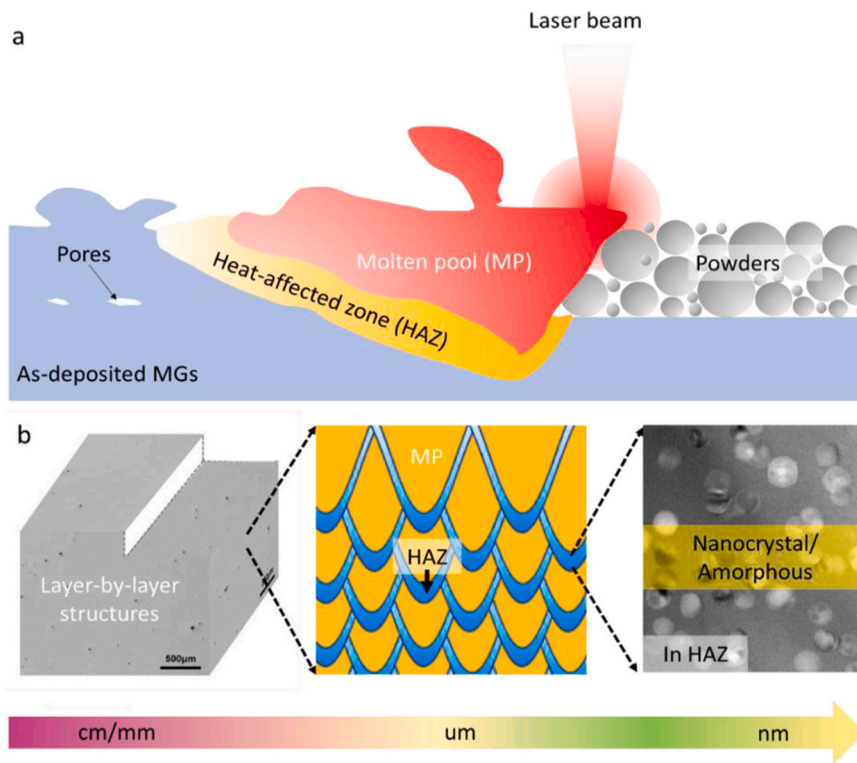 a
Laser beam
Pores
Molten pool (MP)
Powders
Heat-affected zone (HAZ)
As-deposited MGs
b
MP
HAZ
Layer-by-layer
structures
500μm
Nanocrystal/
Amorphous
In HAZ
cm/mm
um
nm